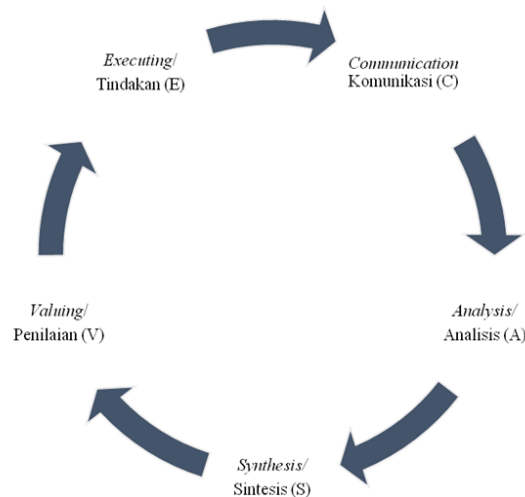 Executing/
Tindakan (E)
Communication
Komunikasi (C)
Analysis/
Analisis (A)
Synthesis/
Sintesis (S)
Valuing/
Penilaian (V)